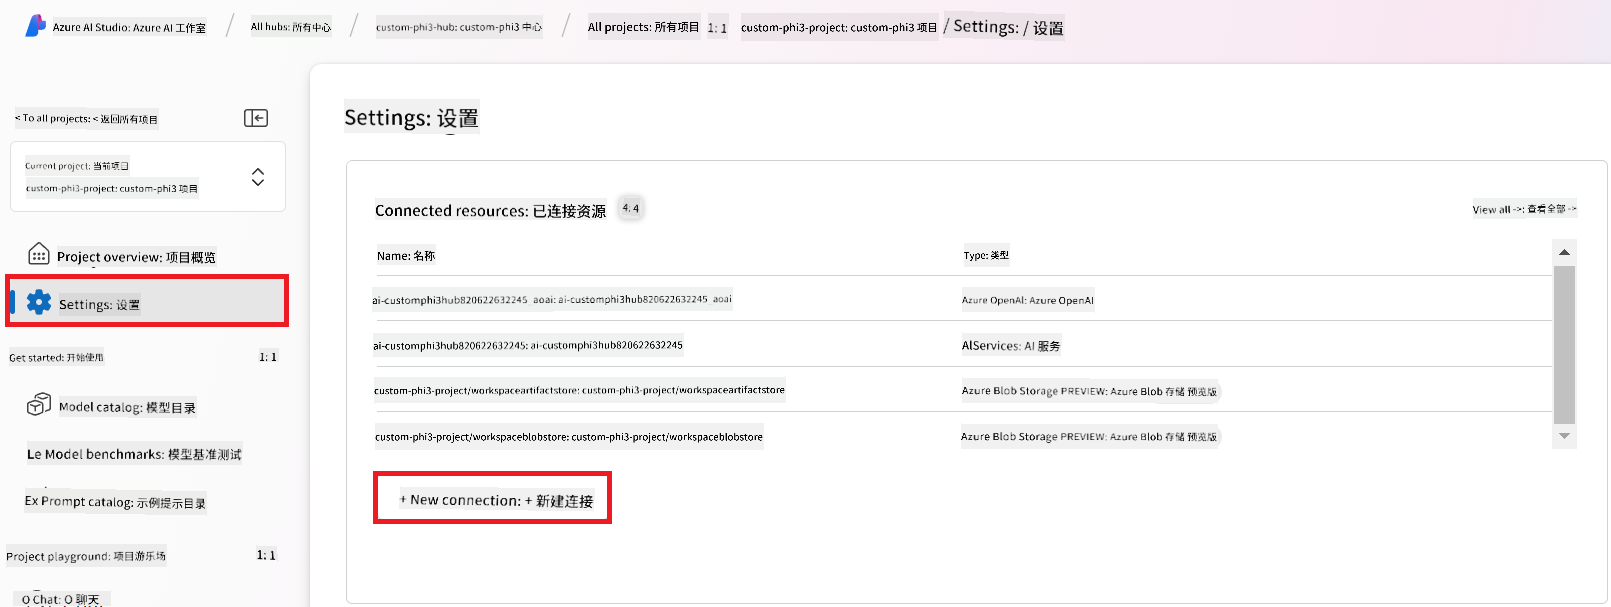 Azure AI Studio: Azure AI 工作室 / All hubs: 所有中心 / custom-phi3-hub: custom-phi3 中心 / All projects: 所有项目 1: 1 custom-phi3-project: custom-phi3 项目 / Settings: / 设置
< To all projects: < 返回所有项目
Current project: 当前项目
custom-phi3-project: custom-phi3 项目
Project overview: 项目概览
Settings: 设置
Get started: 开始使用 1: 1
Model catalog: 模型目录
Le Model benchmarks: 模型基准测试
Ex Prompt catalog: 示例提示目录
Project playground: 项目游乐场 1: 1
O Chat: O 聊天
Settings: 设置
Connected resources: 已连接资源 4: 4
View all ->: 查看全部 ->
Name: 名称 Type: 类型
ai-customphi3hub820622632245_aoai: ai-customphi3hub820622632245_aoai Azure OpenAI: Azure OpenAI
ai-customphi3hub820622632245: ai-customphi3hub820622632245 AIServices: AI 服务
custom-phi3-project/workspaceartifactstore: custom-phi3-project/workspaceartifactstore Azure Blob Storage PREVIEW: Azure Blob 存储 预览版
custom-phi3-project/workspaceblobstore: custom-phi3-project/workspaceblobstore Azure Blob Storage PREVIEW: Azure Blob 存储 预览版
+ New connection: + 新建连接